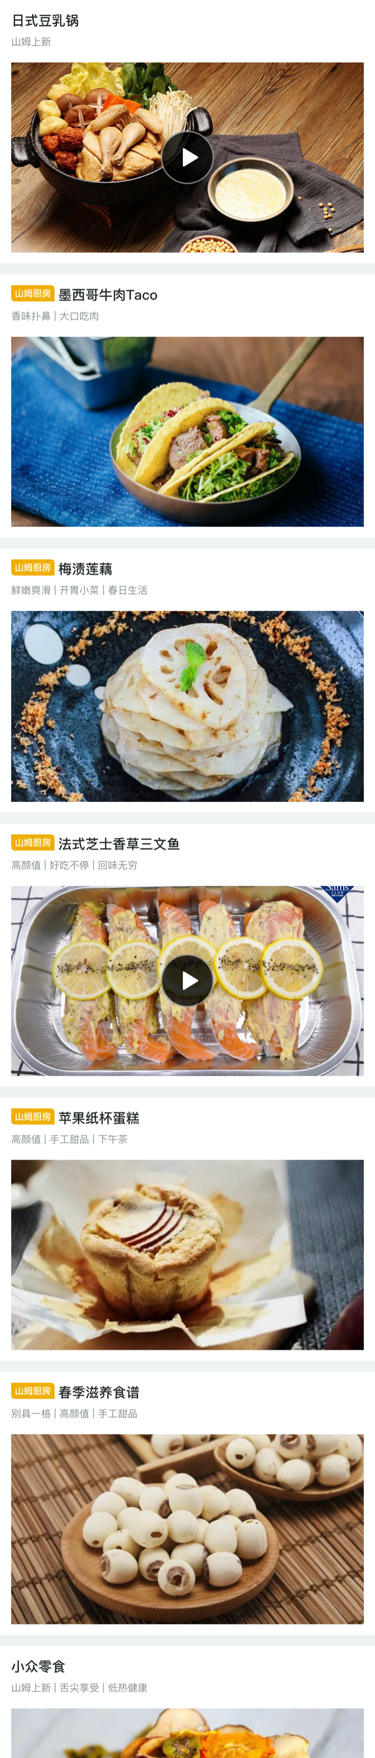 日式豆乳锅
山姆上新
山姆厨房 墨西哥牛肉Taco
香味扑鼻 | 大口吃肉
山姆厨房 梅渍莲藕
鲜嫩爽滑 | 开胃小菜 | 春日生活
山姆厨房 法式芝士香草三文鱼
高颜值 | 好吃不停 | 回味无穷
山姆厨房 苹果纸杯蛋糕
高颜值 | 手工甜品 | 下午茶
山姆厨房 春季滋养食谱
别具一格 | 高颜值 | 手工甜品
小众零食
山姆上新 | 舌尖享受 | 低热健康